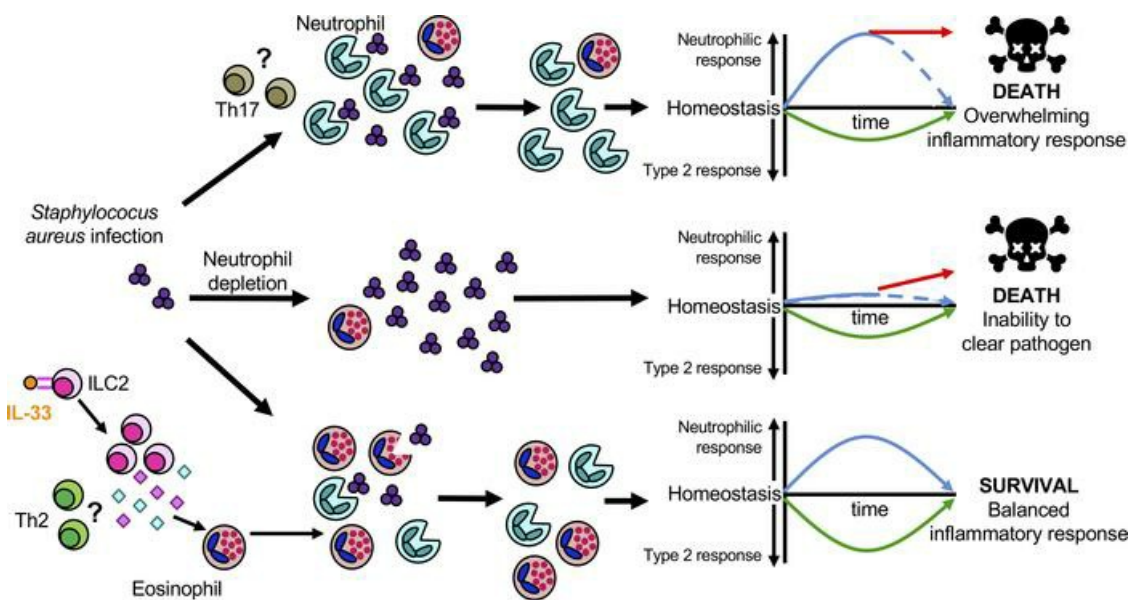 Neutrophil
?
Th17
Neutrophilic
response
Homeostasis
time
Type 2 response
DEATH
Overwhelming
inflammatory response
Staphylococus
aureus infection
Neutrophil
depletion
Neutrophilic
response
Homeostasis
time
Type 2 response
DEATH
Inability to
clear pathogen
ILC2
IL-33
Th2
?
Eosinophil
Neutrophilic
response
Homeostasis
time
Type 2 response
SURVIVAL
Balanced
inflammatory response